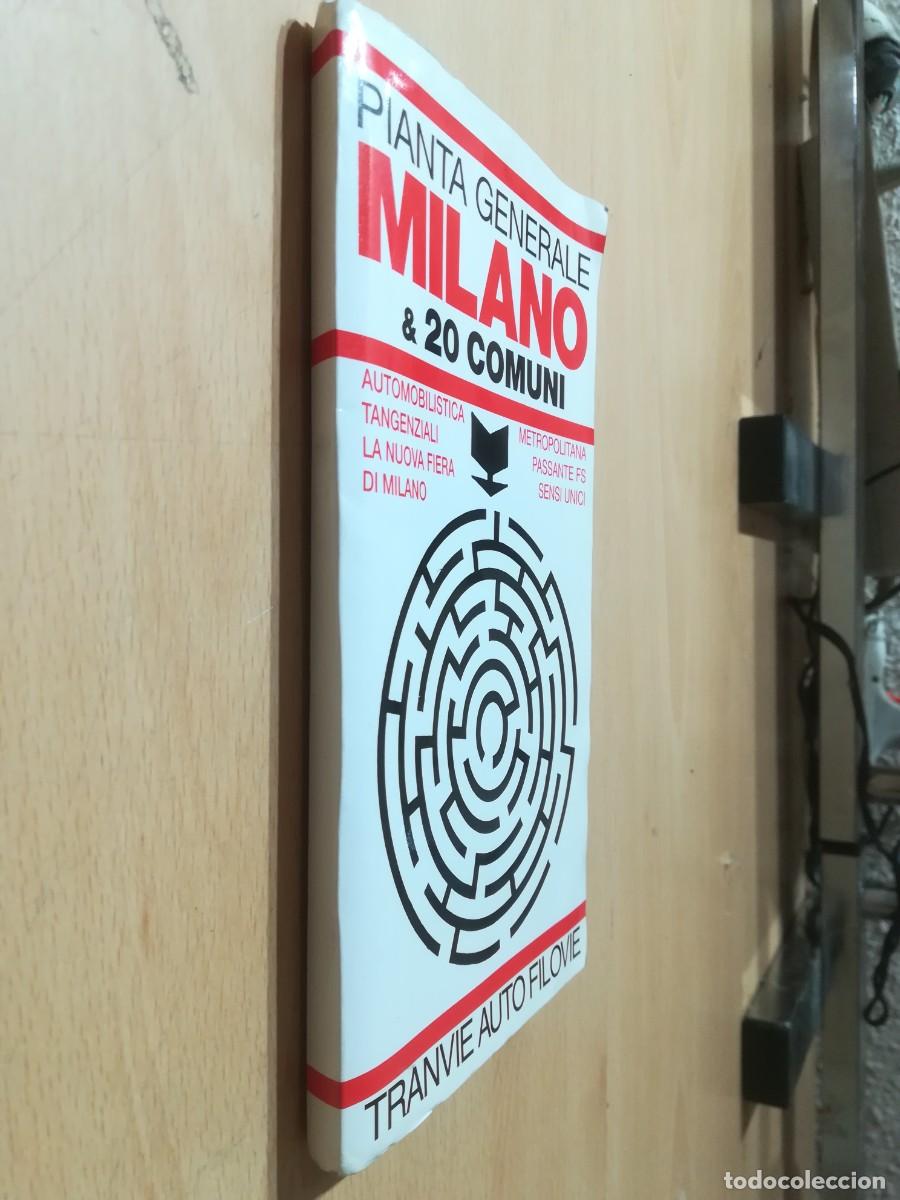 PIANTA GENERALE
MILANO
& 20 COMUNI
AUTOMOBILISTICA
TANGENZIALI
LA NUOVA FIERA
DI MILANO
METROPOLITANA
PASSANTE FS
SENSI UNICI
TRANVIE AUTO FILOVIE
todocoleccion